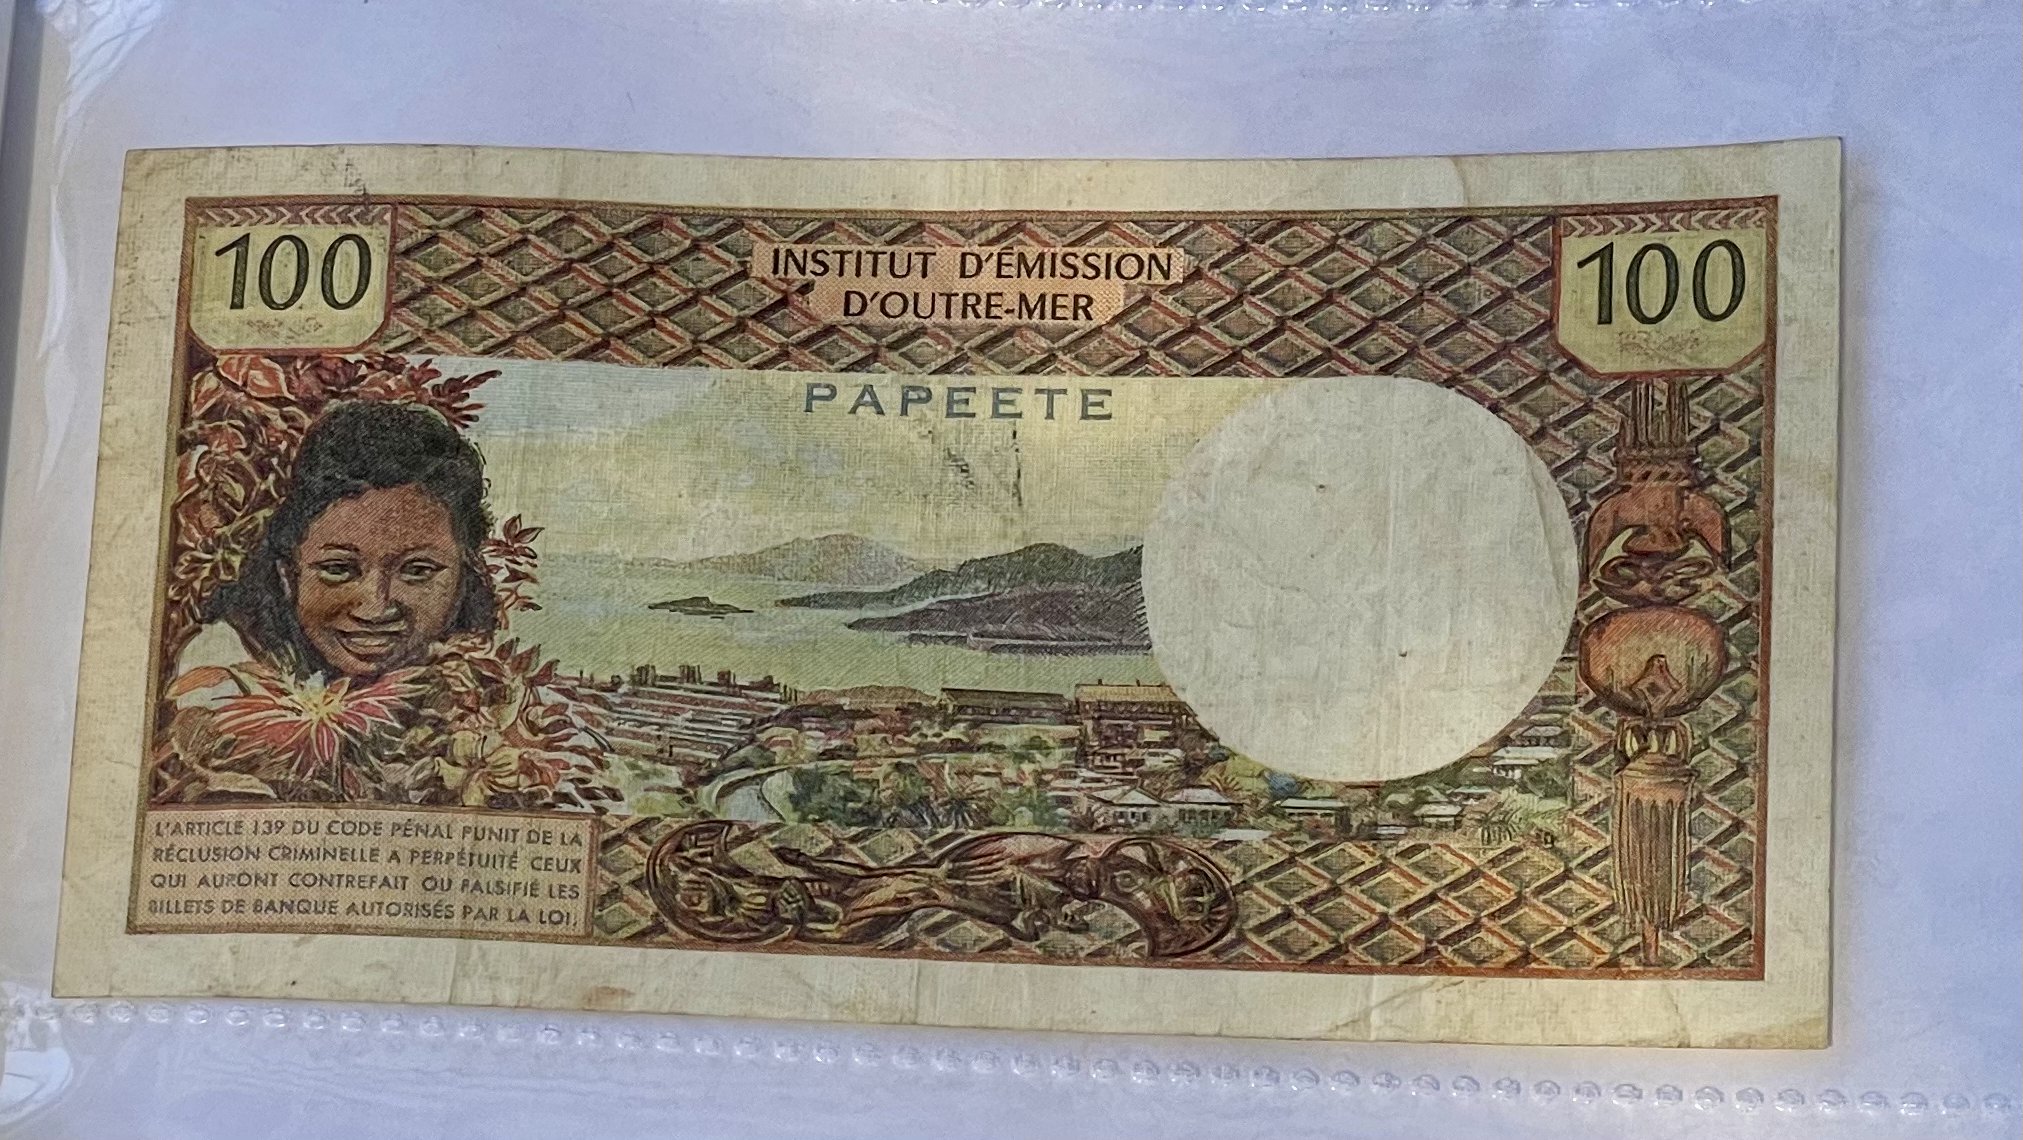 100
INSTITUT D'ÉMISSION
D'OUTRE-MER
100
PAPEETE
L'ARTICLE 139 DU CODE PÉNAL PUNIT DE LA
RÉCLUSION CRIMINELLE A PERPÉTUITÉ CEUX
QUI AURONT CONTREFAIT OU FALSIFIÉ LES
BILLETS DE BANQUE AUTORISÉS PAR LA LOI.